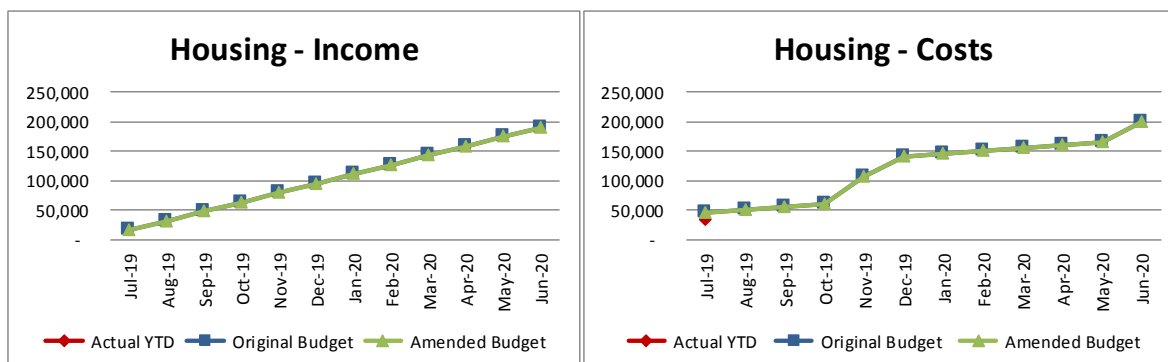 Housing - Income
250,000
200,000
150,000
100,000
50,000
-
Jul-19
Aug-19
Sep-19
Oct-19
Nov-19
Dec-19
Jan-20
Feb-20
Mar-20
Apr-20
May-20
Jun-20
Actual YTD Original Budget Amended Budget
Housing - Costs
250,000
200,000
150,000
100,000
50,000
-
Jul-19
Aug-19
Sep-19
Oct-19
Nov-19
Dec-19
Jan-20
Feb-20
Mar-20
Apr-20
May-20
Jun-20
Actual YTD Original Budget Amended Budget